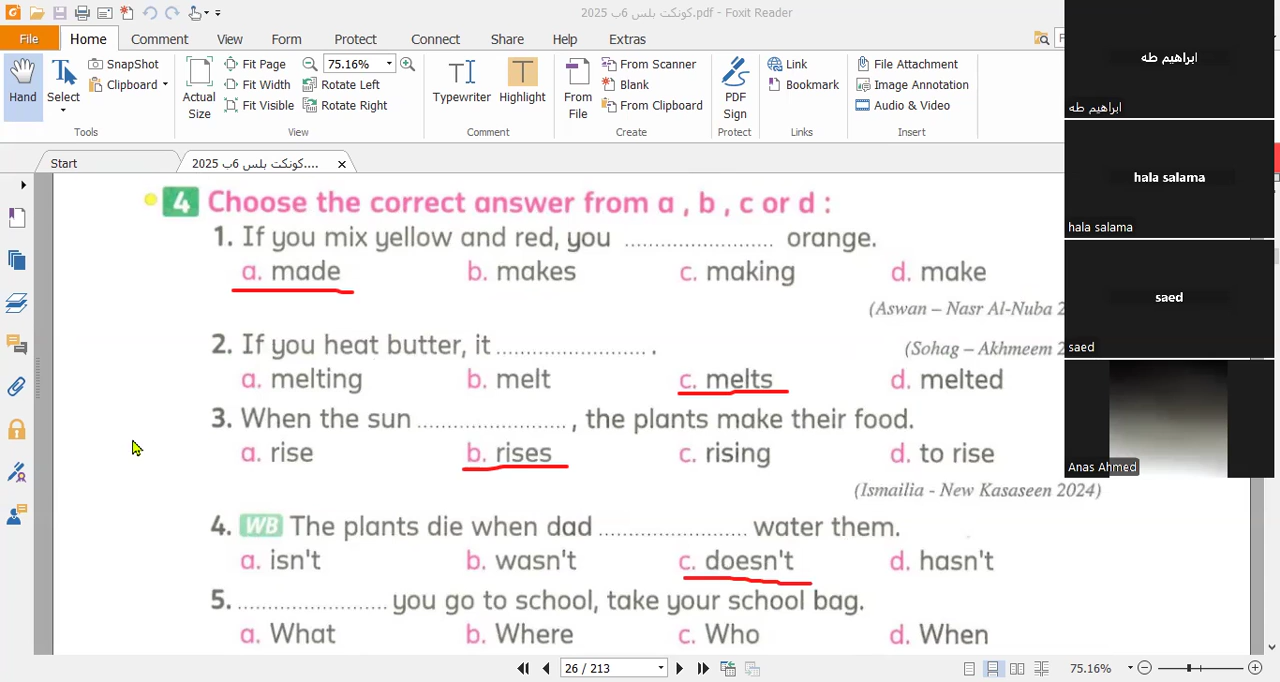 كونكت بلس 6ب 2025.pdf - Foxit Reader
File Home Comment View Form Protect Connect Share Help Extras
Hand
Select
SnapShot
Clipboard
Tools
Actual Size
Fit Page
Fit Width
Fit Visible
75.16%
Rotate Left
Rotate Right
View
Typewriter
Highlight
Comment
From File
From Scanner
Blank
From Clipboard
Create
PDF Sign
Protect
Link
Bookmark
Links
File Attachment
Image Annotation
Audio & Video
Insert
Start
كونكت بلس 6ب 2025....
4 Choose the correct answer from a , b , c or d :
1. If you mix yellow and red, you ........................ orange.
a. made b. makes c. making d. make
(Aswan – Nasr Al-Nuba 2
2. If you heat butter, it ........................ .
(Sohag – Akhmeem 2
a. melting b. melt c. melts d. melted
3. When the sun ........................ , the plants make their food.
a. rise b. rises c. rising d. to rise
(Ismailia - New Kasaseen 2024)
4. WB The plants die when dad ........................ water them.
a. isn't b. wasn't c. doesn't d. hasn't
5. ........................ you go to school, take your school bag.
a. What b. Where c. Who d. When
26 / 213
75.16%
ابراهيم طه
ابراهيم طه
hala salama
hala salama
saed
saed
Anas Ahmed